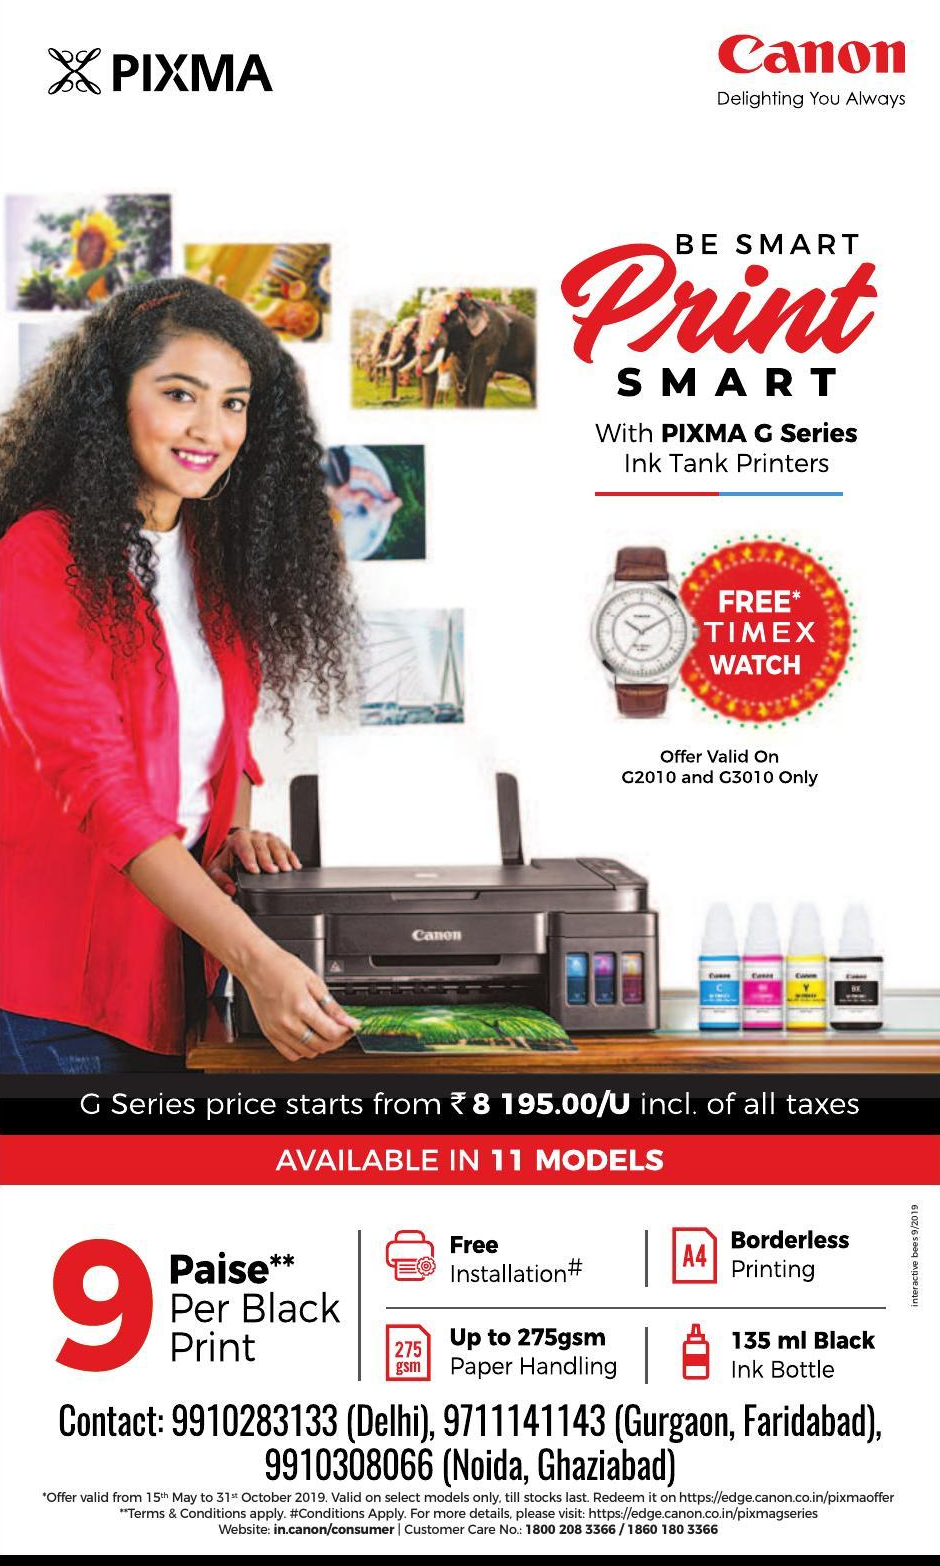 PIXMA
Canon
Delighting You Always
BE SMART
Print
SMART
With PIXMA G Series
Ink Tank Printers
FREE*
TIMEX
WATCH
Offer Valid On
G2010 and G3010 Only
Canon
Canon
C
Canon
Canon
Y
Canon
BK
G Series price starts from ₹ 8 195.00/U incl. of all taxes
AVAILABLE IN 11 MODELS
9
Paise**
Per Black
Print
Free
Installation#
A4
Borderless
Printing
275
gsm
Up to 275gsm
Paper Handling
135 ml Black
Ink Bottle
interactive bees 9/2019
Contact: 9910283133 (Delhi), 9711141143 (Gurgaon, Faridabad),
9910308066 (Noida, Ghaziabad)
*Offer valid from 15th May to 31st October 2019. Valid on select models only, till stocks last. Redeem it on https://edge.canon.co.in/pixmaoffer
**Terms & Conditions apply. #Conditions Apply. For more details, please visit: https://edge.canon.co.in/pixmagseries
Website: in.canon/consumer | Customer Care No.: 1800 208 3366 / 1860 180 3366